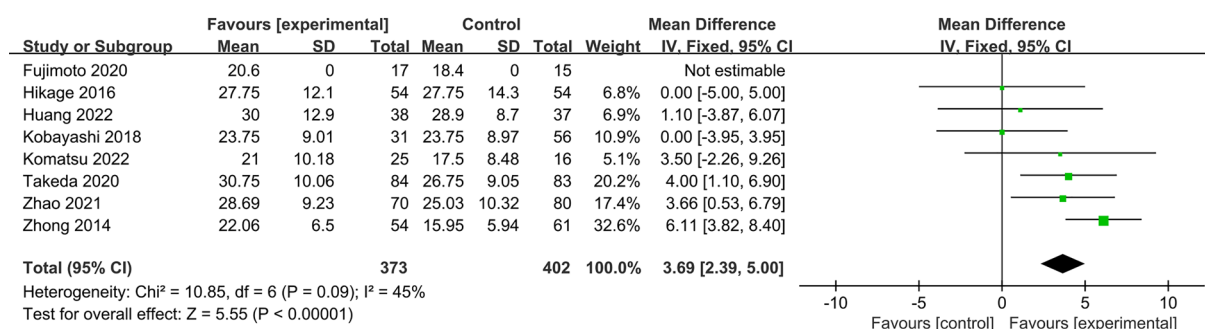 Favours [experimental] Control Mean Difference Mean Difference
Study or Subgroup Mean SD Total Mean SD Total Weight IV, Fixed, 95% CI IV, Fixed, 95% CI
Fujimoto 2020 20.6 0 17 18.4 0 15 Not estimable
Hikage 2016 27.75 12.1 54 27.75 14.3 54 6.8% 0.00 [-5.00, 5.00]
Huang 2022 30 12.9 38 28.9 8.7 37 6.9% 1.10 [-3.87, 6.07]
Kobayashi 2018 23.75 9.01 31 23.75 8.97 56 10.9% 0.00 [-3.95, 3.95]
Komatsu 2022 21 10.18 25 17.5 8.48 16 5.1% 3.50 [-2.26, 9.26]
Takeda 2020 30.75 10.06 84 26.75 9.05 83 20.2% 4.00 [1.10, 6.90]
Zhao 2021 28.69 9.23 70 25.03 10.32 80 17.4% 3.66 [0.53, 6.79]
Zhong 2014 22.06 6.5 54 15.95 5.94 61 32.6% 6.11 [3.82, 8.40]
Total (95% CI) 373 402 100.0% 3.69 [2.39, 5.00]
Heterogeneity: Chi² = 10.85, df = 6 (P = 0.09); I² = 45%
Test for overall effect: Z = 5.55 (P < 0.00001)
-10 -5 0 5 10
Favours [control] Favours [experimental]